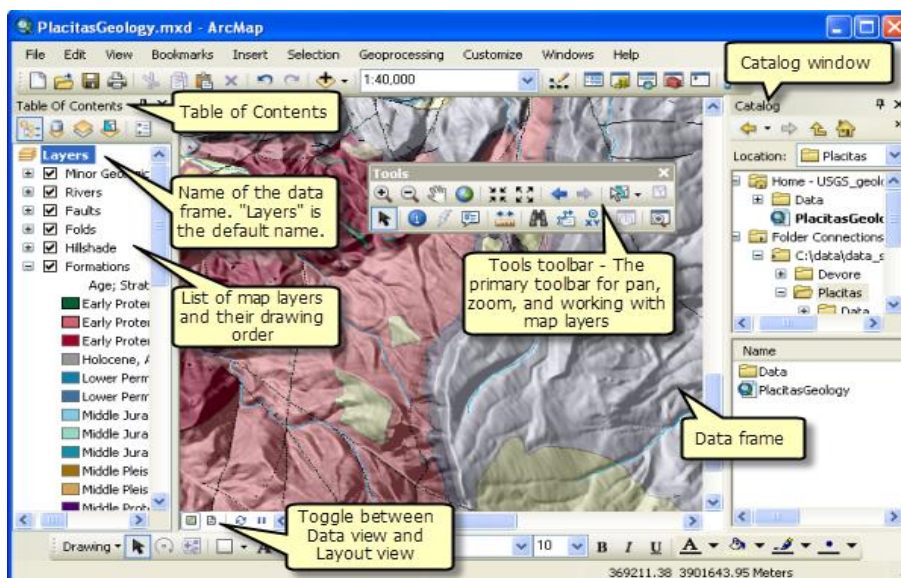 PlacitasGeology.mxd - ArcMap
File Edit View Bookmarks Insert Selection Geoprocessing Customize Windows Help
1:40,000
Catalog window
Table Of Contents
Table of Contents
Catalog
Layers
Minor Geologic
Rivers
Faults
Folds
Hillshade
Formations
Age; Strat
Early Proter
Early Proter
Early Proter
Holocene, A
Lower Perm
Lower Perm
Middle Jura
Middle Jura
Middle Jura
Middle Pleis
Middle Pleis
Middle Prot
Name of the data
frame. "Layers" is
the default name.
List of map layers
and their drawing
order
Tools
Tools toolbar - The
primary toolbar for pan,
zoom, and working with
map layers
Location: Placitas
Home - USGS_geol
Data
PlacitasGeolo
Folder Connections
C:\data\data_s
Devore
Placitas
Data
Name
Data
PlacitasGeology
Data frame
Toggle between
Data view and
Layout view
Drawing A 10 B I U A
369211.38 3901643.95 Meters